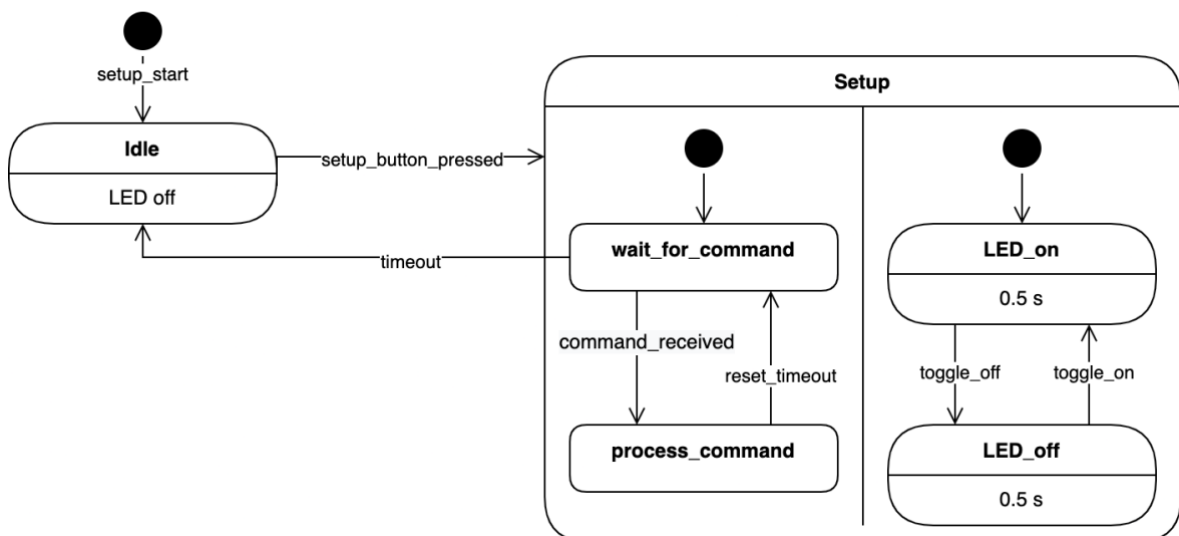 setup_start
Idle
LED off
setup_button_pressed
timeout
Setup
wait_for_command
command_received
reset_timeout
process_command
LED_on
0.5 s
toggle_off
toggle_on
LED_off
0.5 s